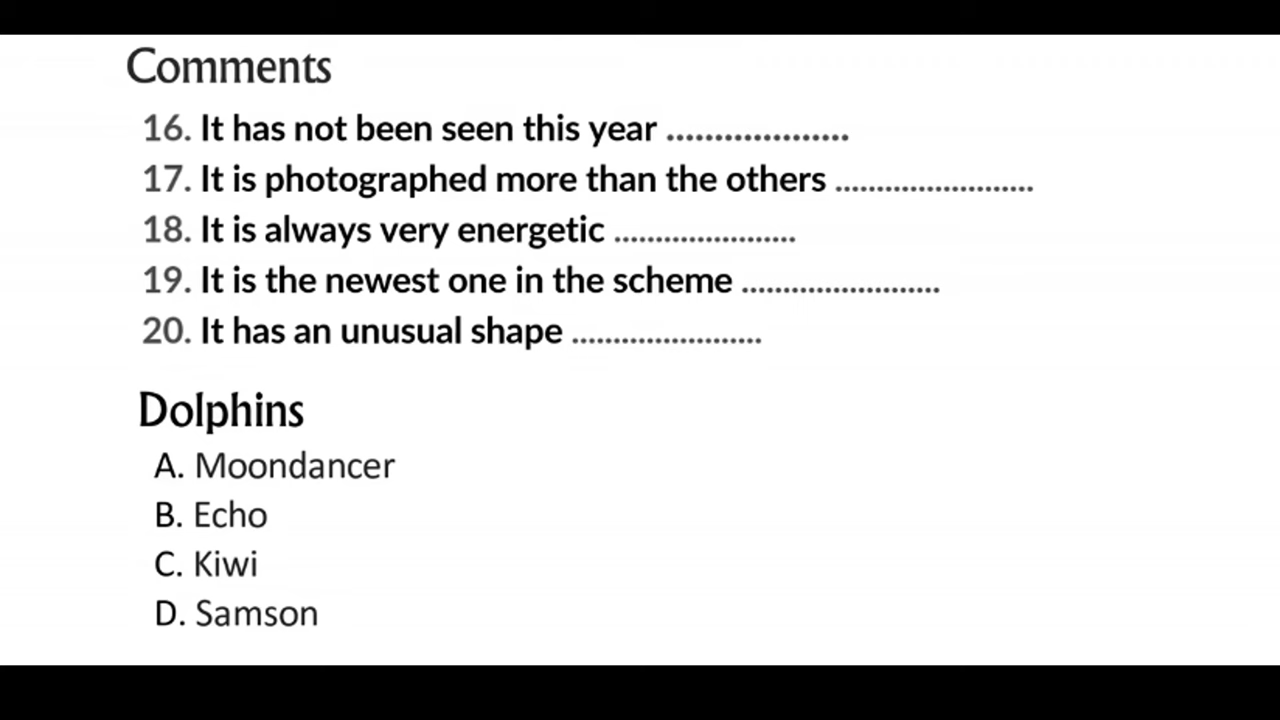 Comments
16. It has not been seen this year ...................
17. It is photographed more than the others ........................
18. It is always very energetic ......................
19. It is the newest one in the scheme ........................
20. It has an unusual shape .......................
Dolphins
A. Moondancer
B. Echo
C. Kiwi
D. Samson